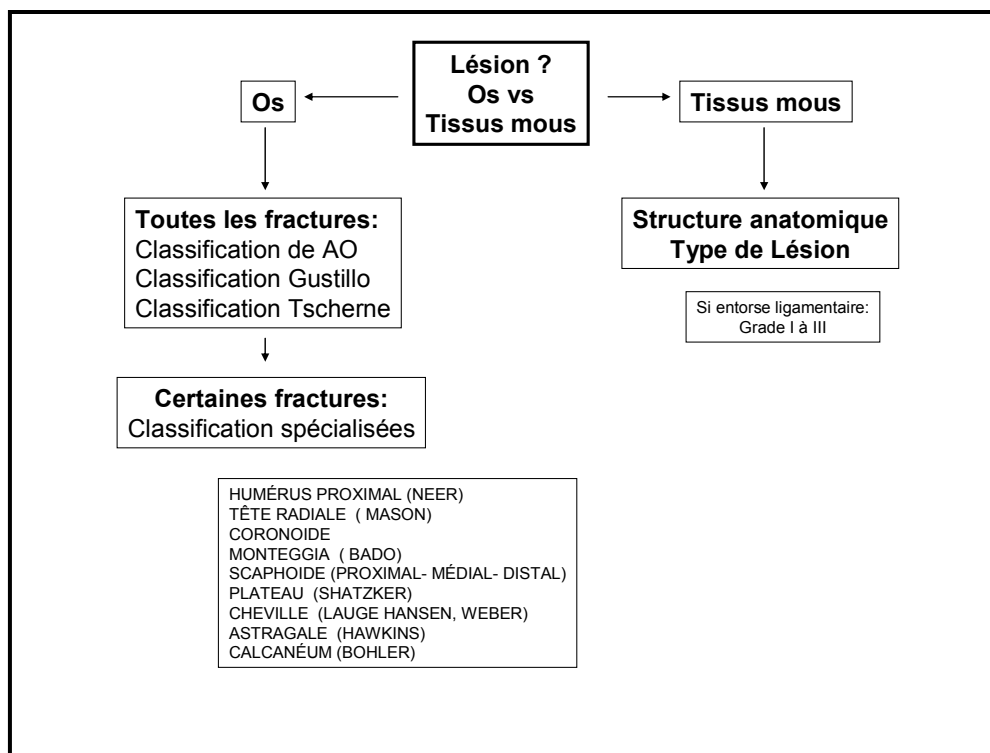 Lésion ?
Os vs
Tissus mous
Os
Tissus mous
Toutes les fractures:
Classification de AO
Classification Gustillo
Classification Tscherne
Structure anatomique
Type de Lésion
Si entorse ligamentaire:
Grade I à III
Certaines fractures:
Classification spécialisées
HUMÉRUS PROXIMAL (NEER)
TÊTE RADIALE ( MASON)
CORONOIDE
MONTEGGIA ( BADO)
SCAPHOIDE (PROXIMAL- MÉDIAL- DISTAL)
PLATEAU (SHATZKER)
CHEVILLE (LAUGE HANSEN, WEBER)
ASTRAGALE (HAWKINS)
CALCANÉUM (BOHLER)